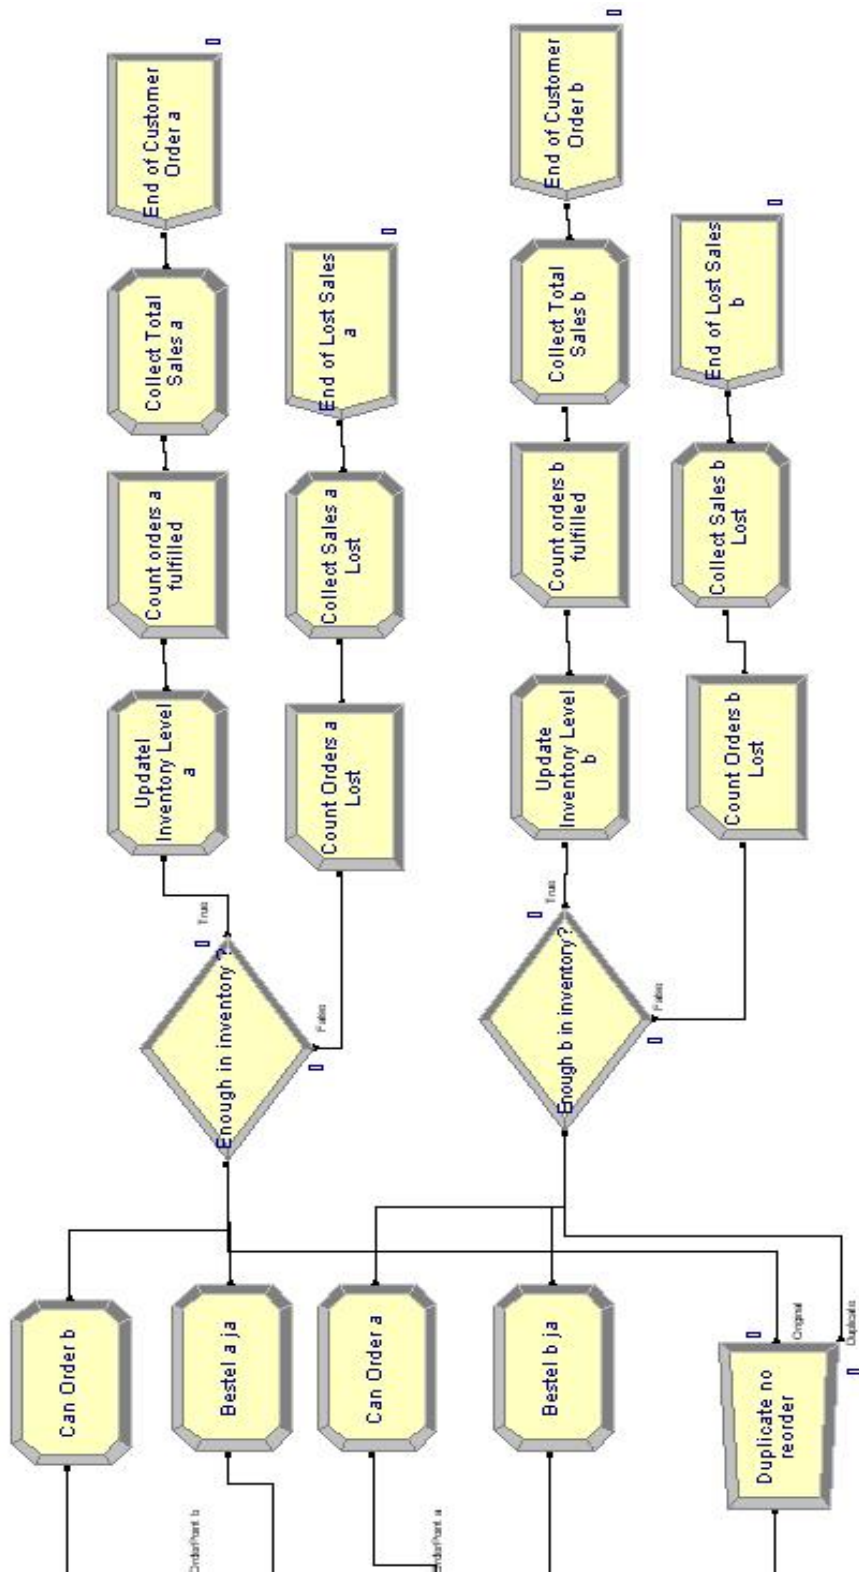 End of Customer
Order a
Collect Total
Sales a
Count orders a
fulfilled
Updatel
Inventory Level
a
True
Enough in inventory ?
False
End of Lost Sales
a
Collect Sales a
Lost
Count Orders a
Lost
End of Customer
Order b
Collect Total
Sales b
Count orders b
fulfilled
Update
Inventory Level
b
True
Enough b in inventory?
False
End of Lost Sales
b
Collect Sales b
Lost
Count Orders b
Lost
Can Order b
Bestel a ja
Can Order a
Bestel b ja
Duplicate no
reorder
Original
Duplicate
OrderPoint b
rderPoint a